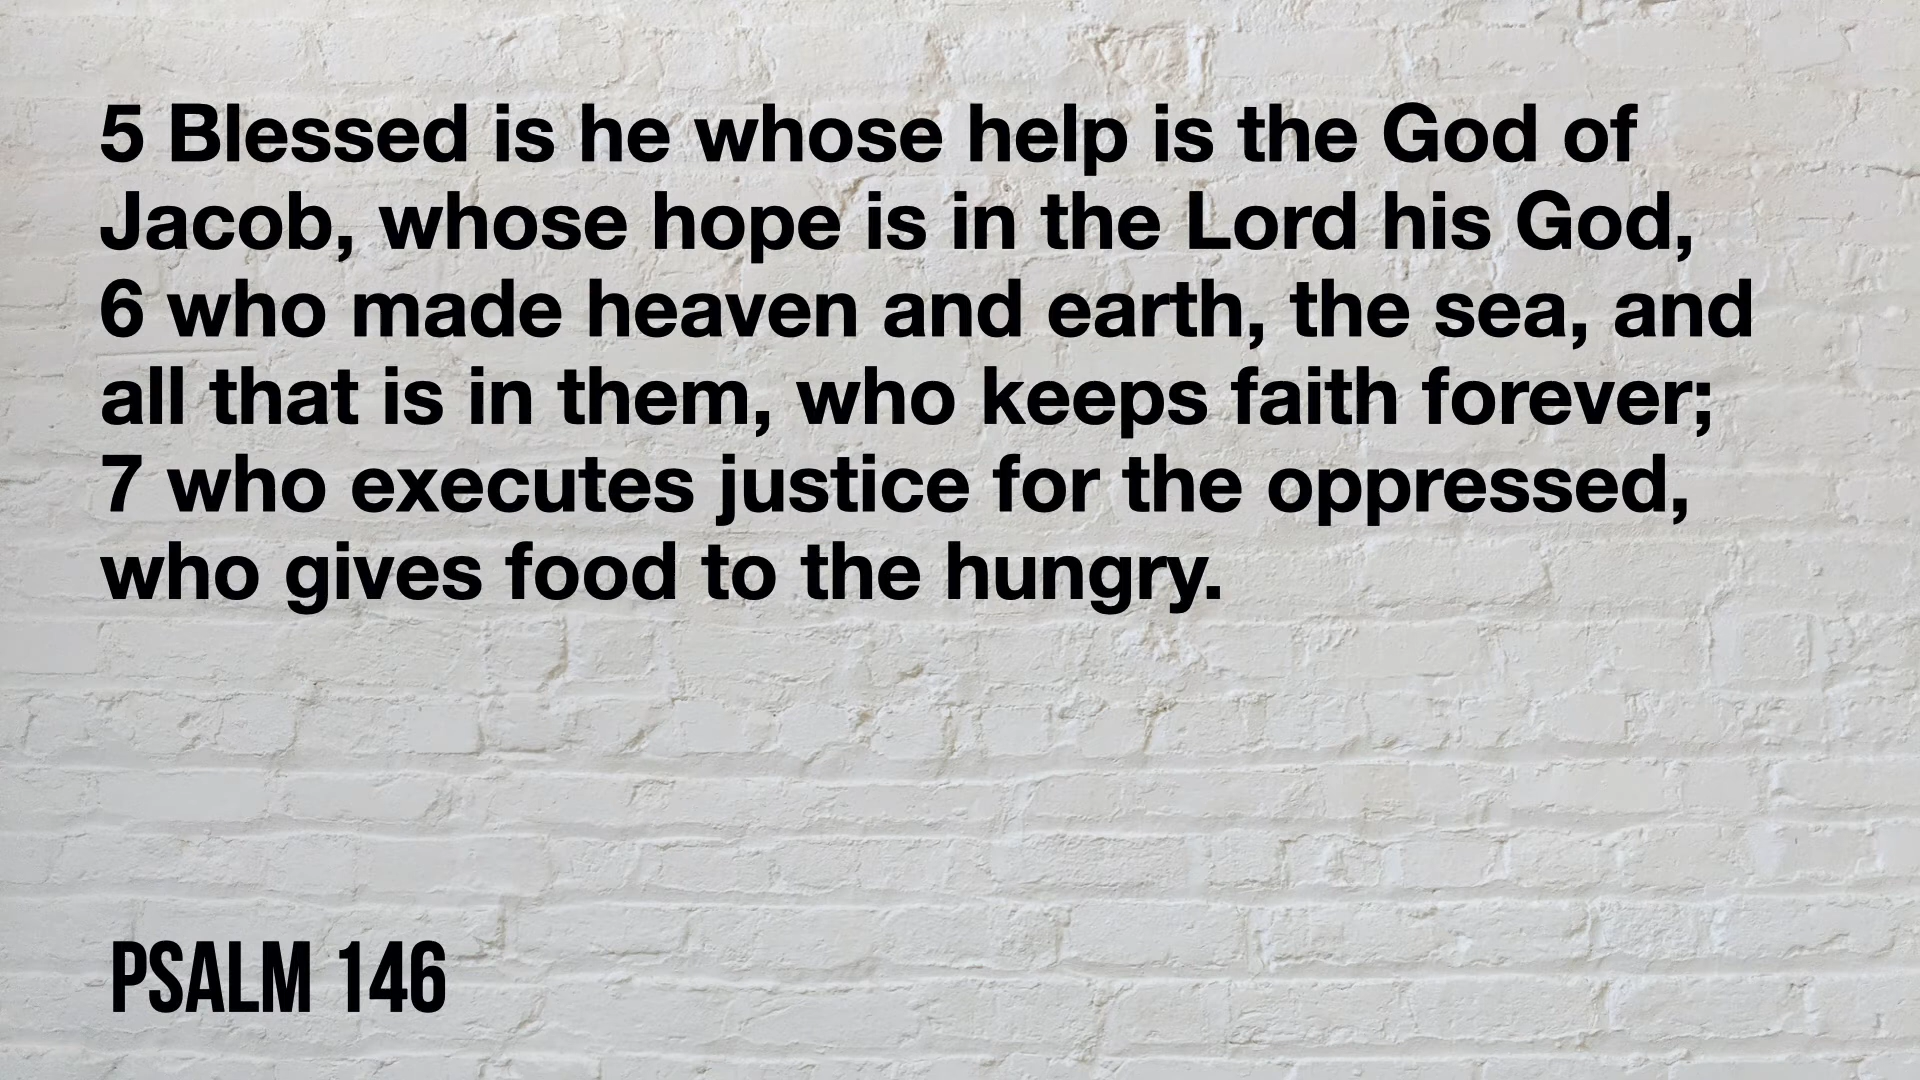 5 Blessed is he whose help is the God of
Jacob, whose hope is in the Lord his God,
6 who made heaven and earth, the sea, and
all that is in them, who keeps faith forever;
7 who executes justice for the oppressed,
who gives food to the hungry.
PSALM 146